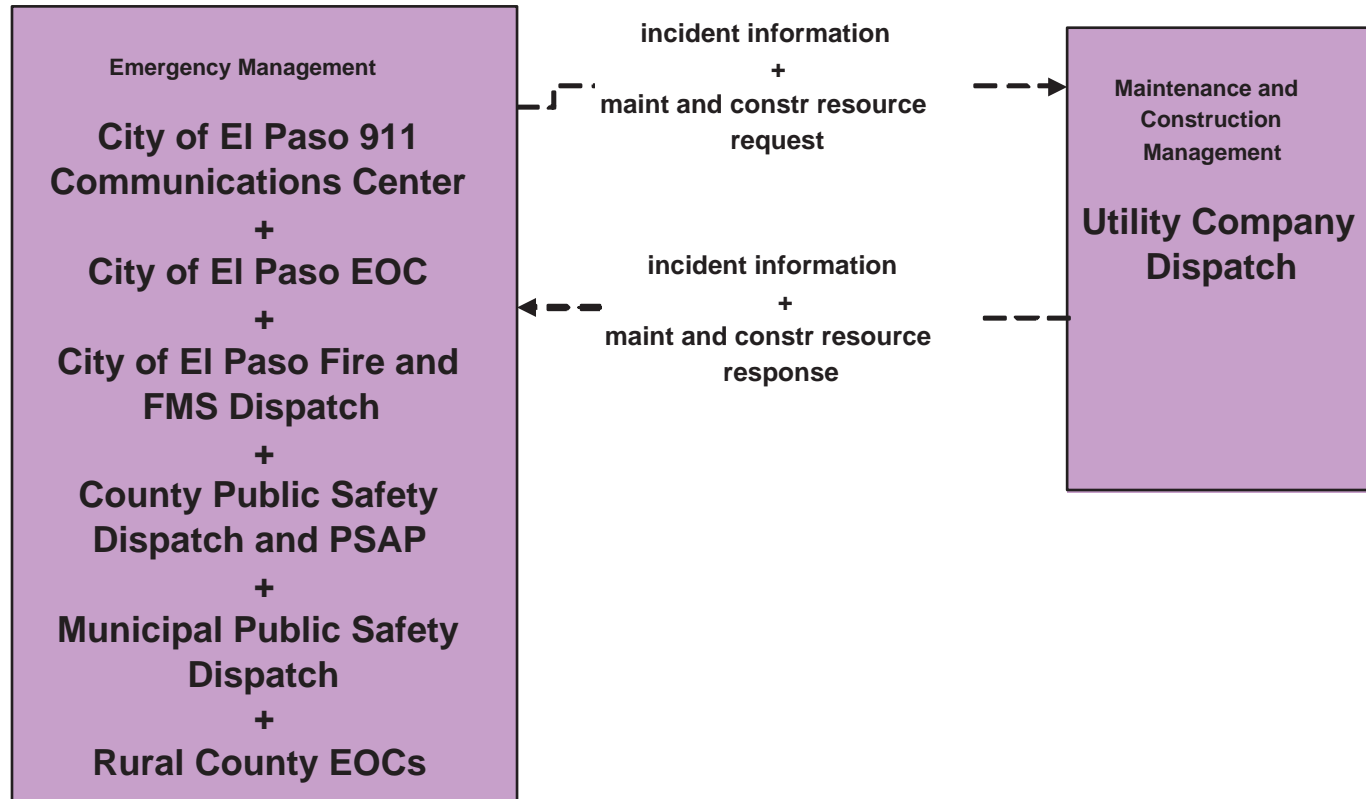 Emergency Management
City of El Paso 911
Communications Center
+
City of El Paso EOC
+
City of El Paso Fire and
FMS Dispatch
+
County Public Safety
Dispatch and PSAP
+
Municipal Public Safety
Dispatch
+
Rural County EOCs
incident information
+
maint and constr resource
request
incident information
+
maint and constr resource
response
Maintenance and
Construction
Management
Utility Company
Dispatch